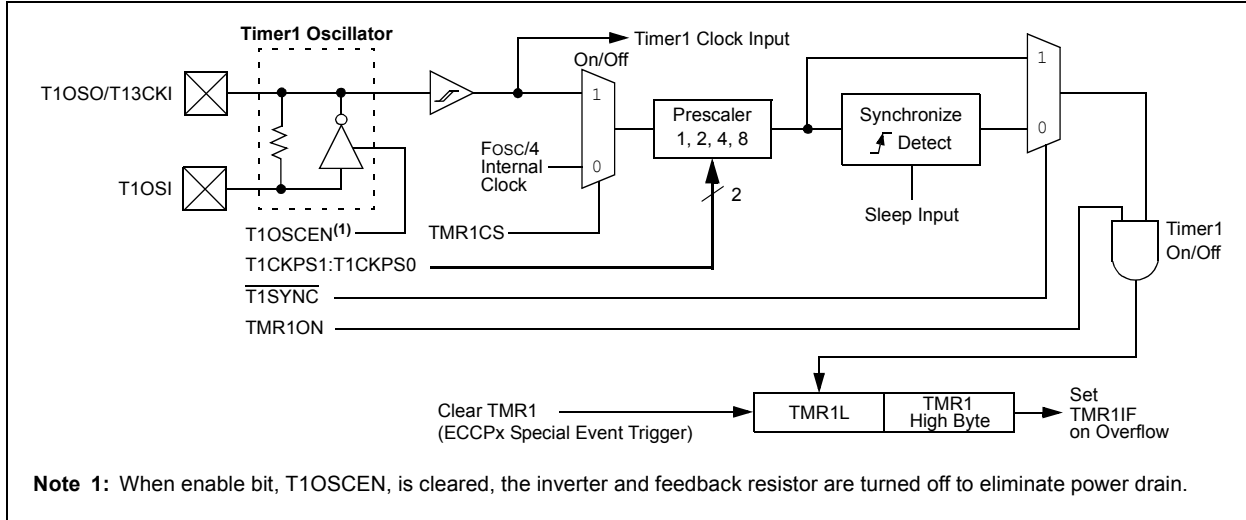 Timer1 Oscillator
Timer1 Clock Input
On/Off
T1OSO/T13CKI
1
1
Prescaler
1, 2, 4, 8
Synchronize
Detect
0
FOSC/4
Internal
Clock
0
T1OSI
2
Sleep Input
T1OSCEN(1)
TMR1CS
Timer1
On/Off
T1CKPS1:T1CKPS0
T1SYNC
TMR1ON
Clear TMR1
(ECCPx Special Event Trigger)
TMR1L
TMR1
High Byte
Set
TMR1IF
on Overflow
Note 1: When enable bit, T1OSCEN, is cleared, the inverter and feedback resistor are turned off to eliminate power drain.